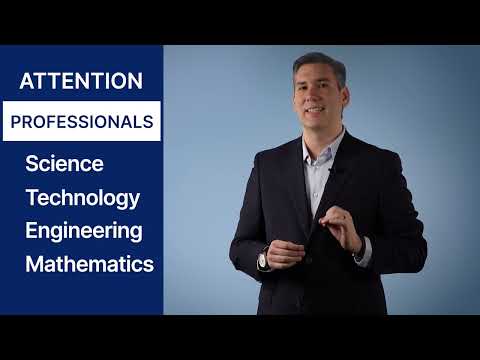 ATTENTION
PROFESSIONALS
Science
Technology
Engineering
Mathematics